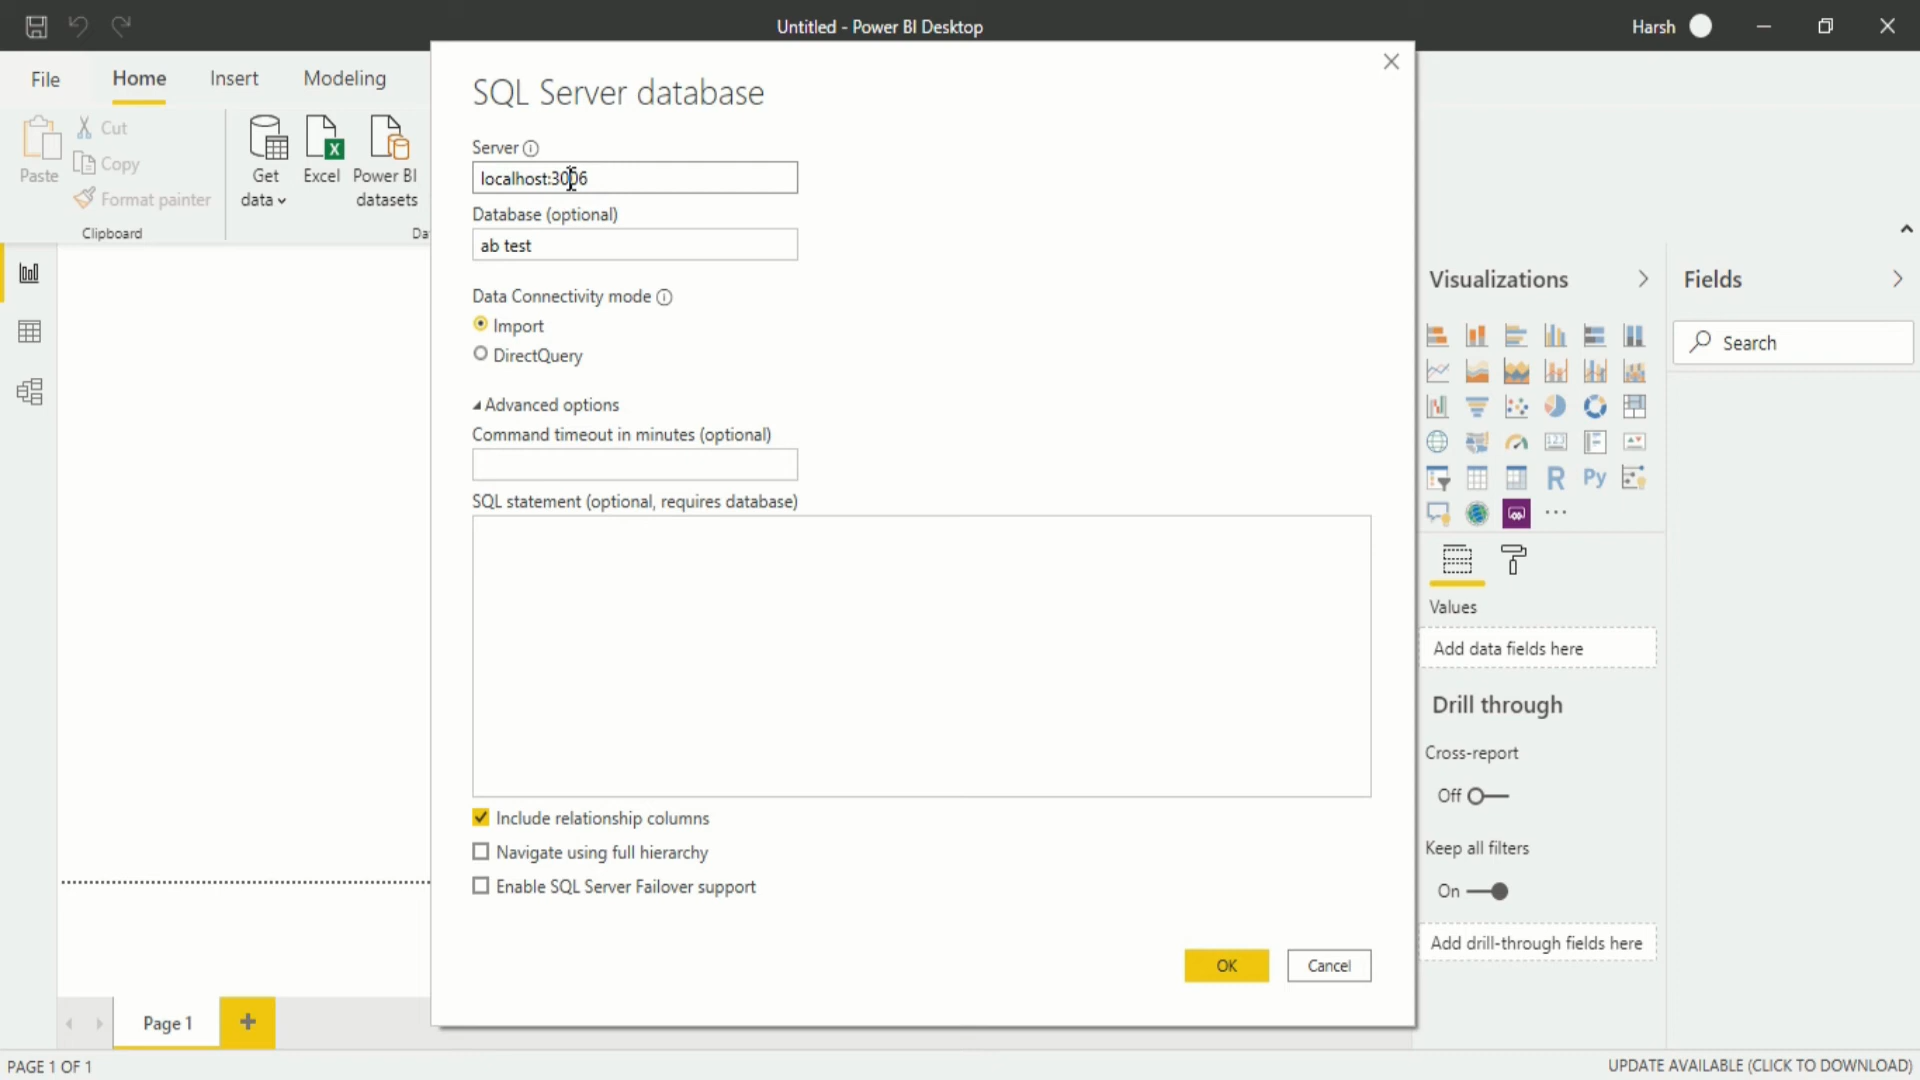 Untitled - Power BI Desktop
Harsh
File
Home
Insert
Modeling
Paste
Cut
Copy
Format painter
Clipboard
Get
data
Excel
Power BI
datasets
Da
SQL Server database
Server
localhost:3006
Database (optional)
ab test
Data Connectivity mode
Import
DirectQuery
Advanced options
Command timeout in minutes (optional)
SQL statement (optional, requires database)
Include relationship columns
Navigate using full hierarchy
Enable SQL Server Failover support
OK
Cancel
Visualizations
R
Py
123
Values
Add data fields here
Drill through
Cross-report
Off
Keep all filters
On
Add drill-through fields here
Fields
Search
Page 1
PAGE 1 OF 1
UPDATE AVAILABLE (CLICK TO DOWNLOAD)